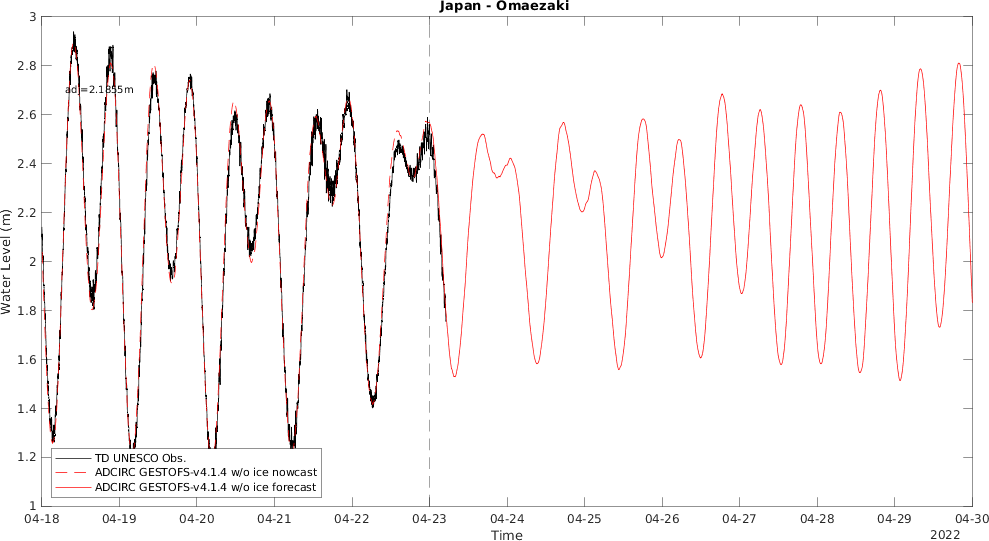 Japan - Omaezaki
3
2.8
adj=2.1355m
2.6
2.4
2.2
2
1.8
1.6
1.4
1.2
1
Water Level (m)
TD UNESCO Obs.
ADCIRC GESTOFS-v4.1.4 w/o ice nowcast
ADCIRC GESTOFS-v4.1.4 w/o ice forecast
04-18 04-19 04-20 04-21 04-22 04-23 04-24 04-25 04-26 04-27 04-28 04-29 04-30
Time
2022